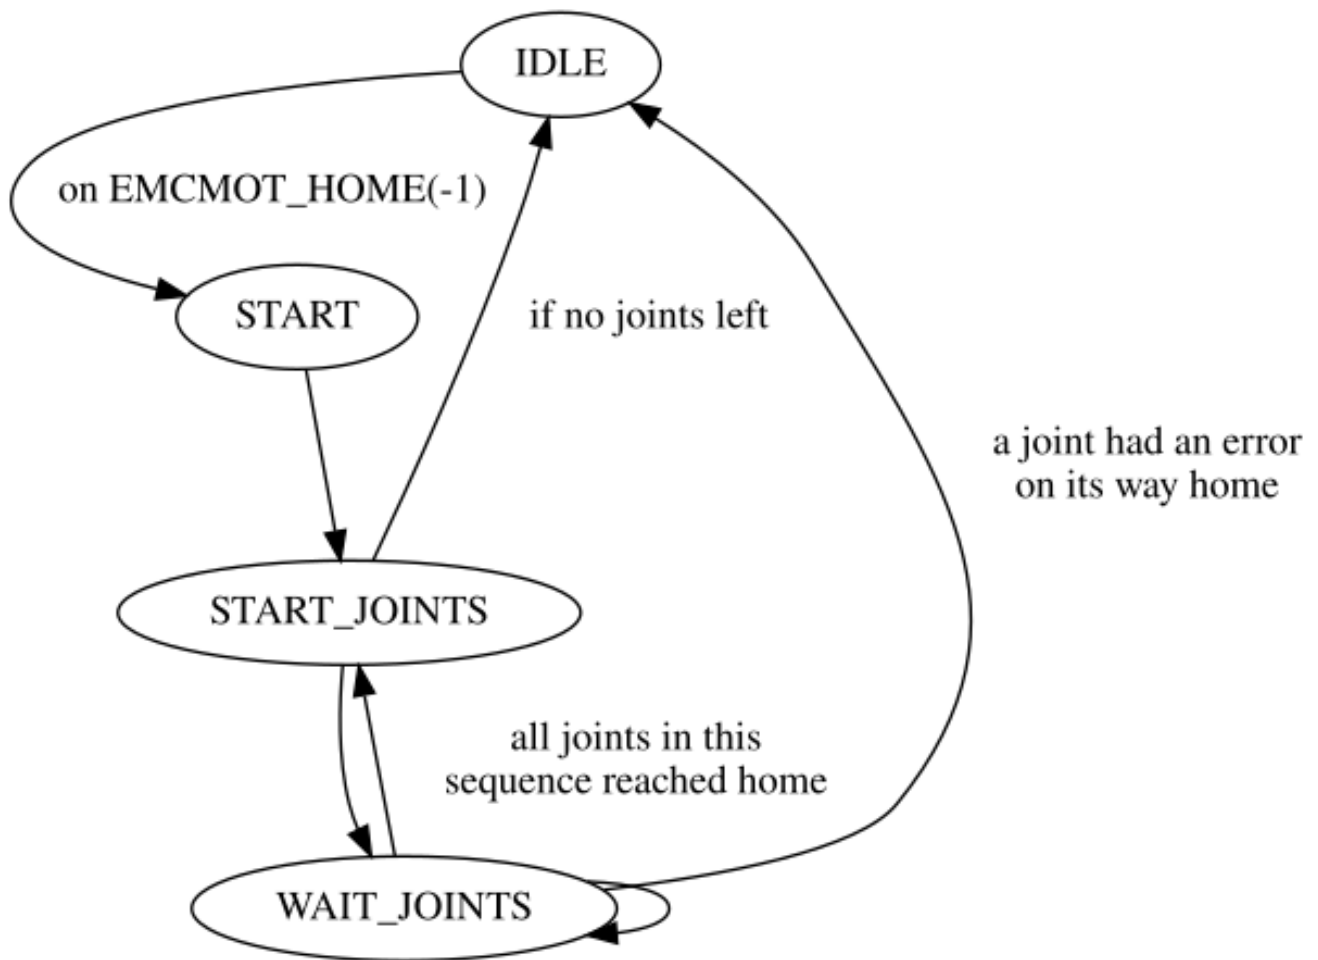 IDLE
on EMCMOT_HOME(-1)
START
if no joints left
a joint had an error
on its way home
START_JOINTS
all joints in this
sequence reached home
WAIT_JOINTS